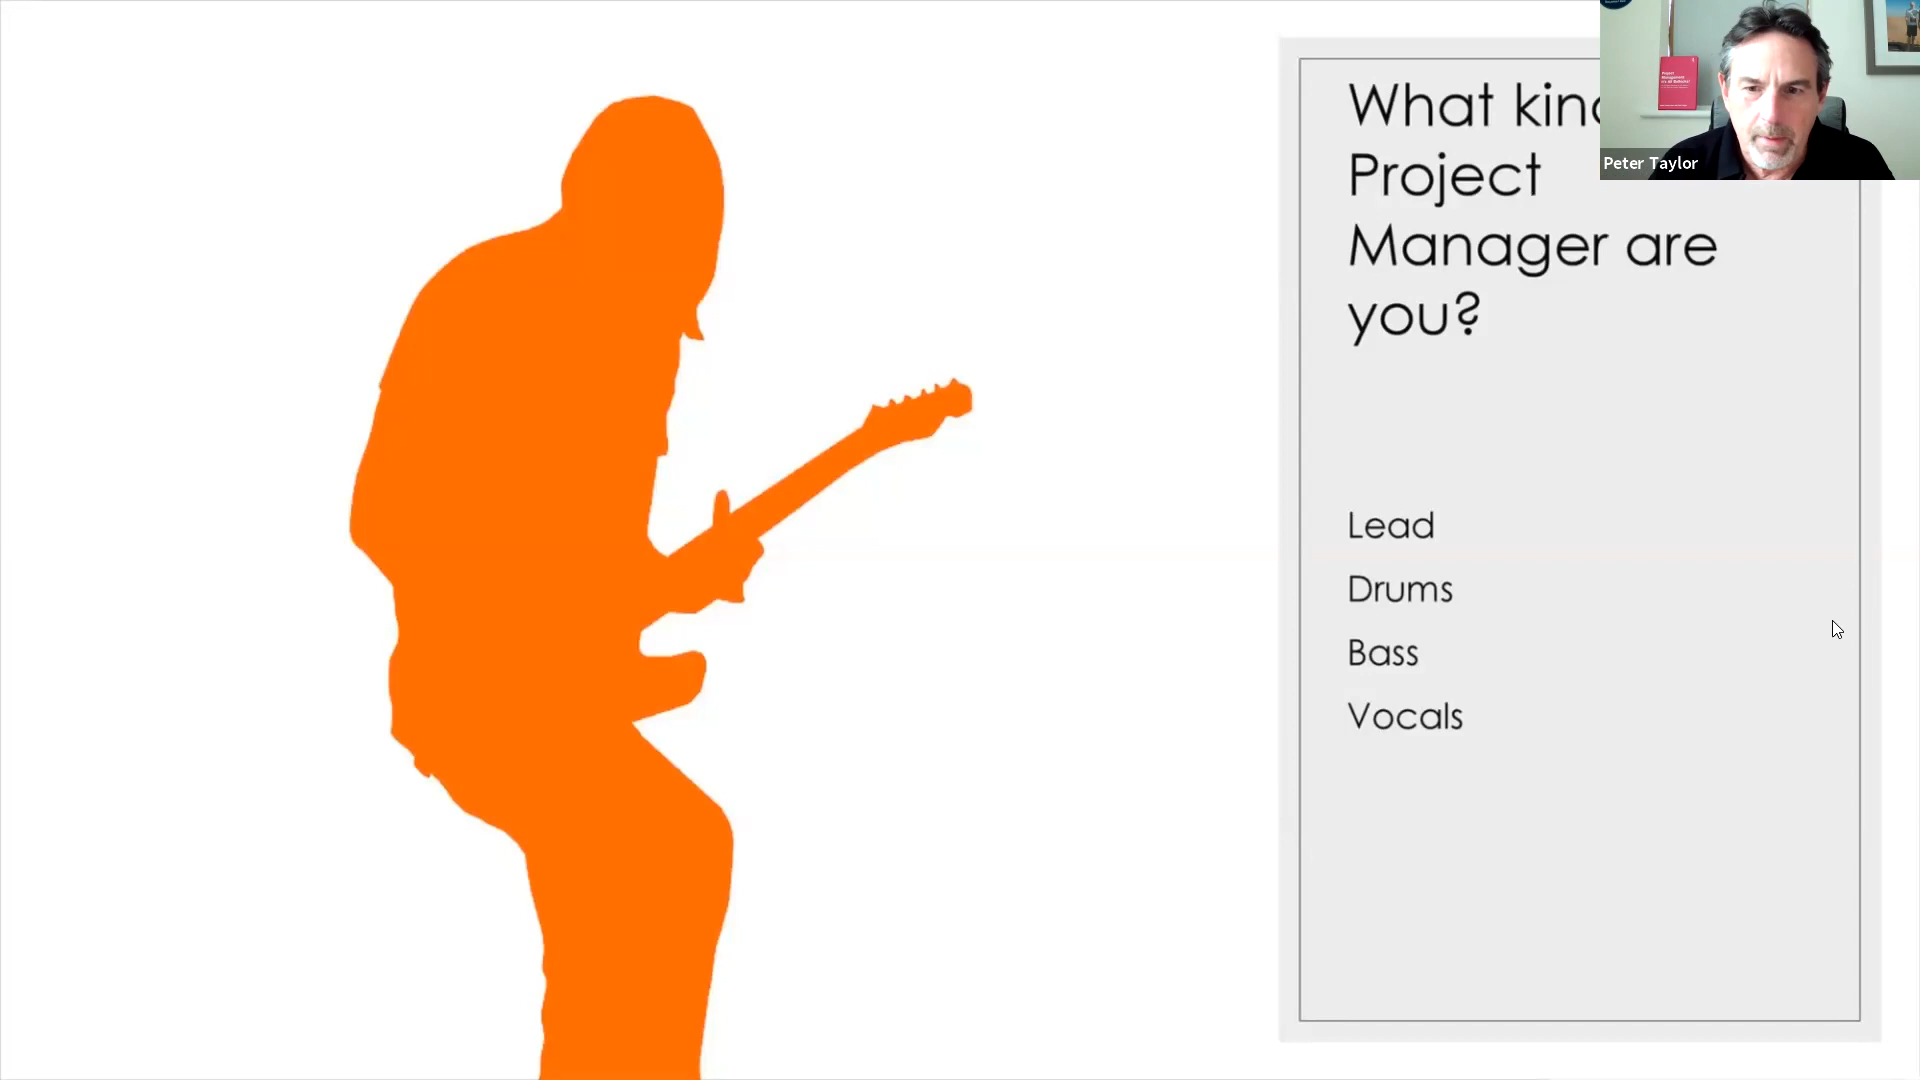 What kin
Project
Manager are
you?
Lead
Drums
Bass
Vocals
Peter Taylor